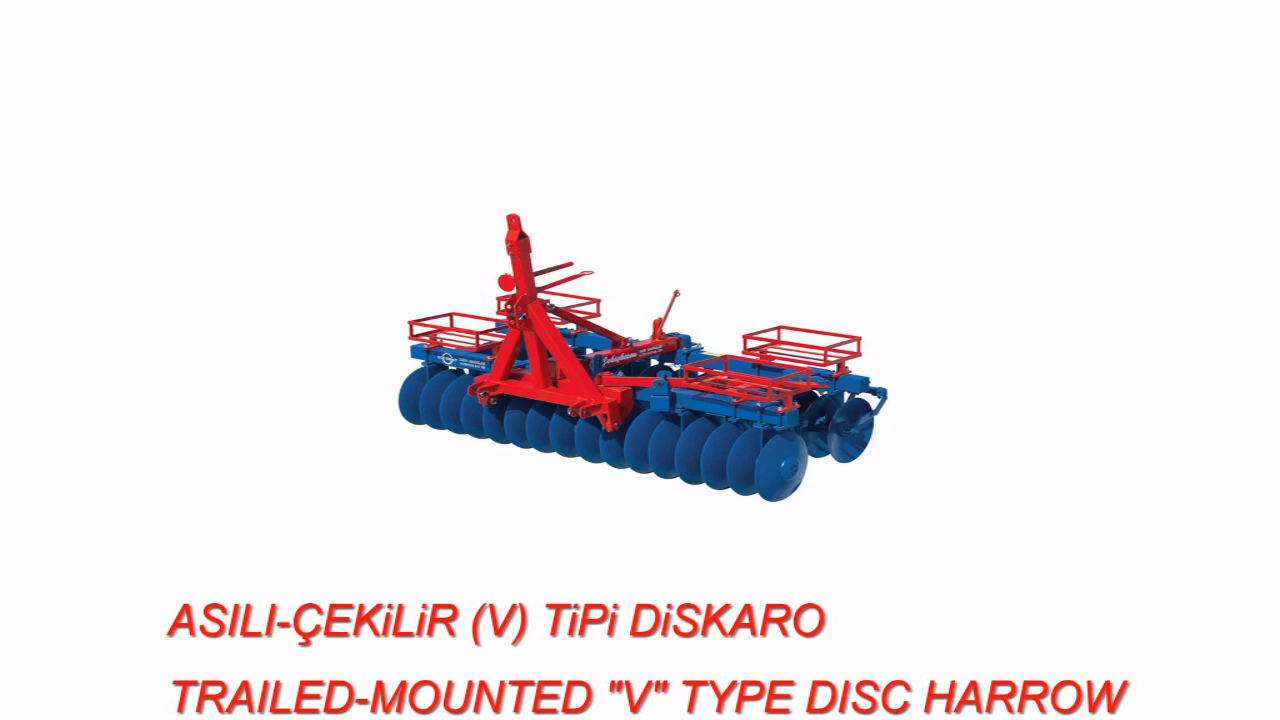 ASILI-ÇEKiLiR (V) TiPi DiSKARO
TRAILED-MOUNTED "V" TYPE DISC HARROW